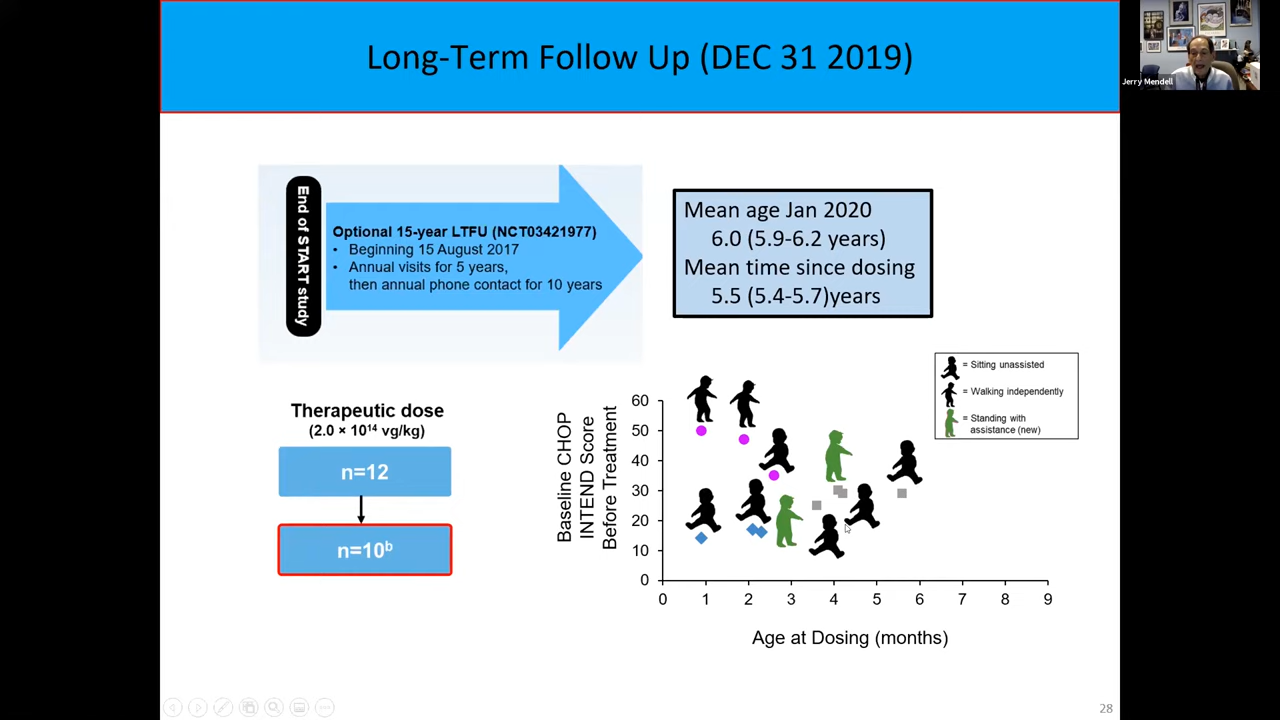 Long-Term Follow Up (DEC 31 2019)
Jerry Mendell
End of START study
Optional 15-year LTFU (NCT03421977)
• Beginning 15 August 2017
• Annual visits for 5 years,
then annual phone contact for 10 years
Mean age Jan 2020
6.0 (5.9-6.2 years)
Mean time since dosing
5.5 (5.4-5.7)years
Therapeutic dose
(2.0 × 10¹⁴ vg/kg)
n=12
n=10ᵇ
= Sitting unassisted
= Walking independently
= Standing with
assistance (new)
Baseline CHOP
INTEND Score
Before Treatment
60
50
40
30
20
10
0
0 1 2 3 4 5 6 7 8 9
Age at Dosing (months)
28